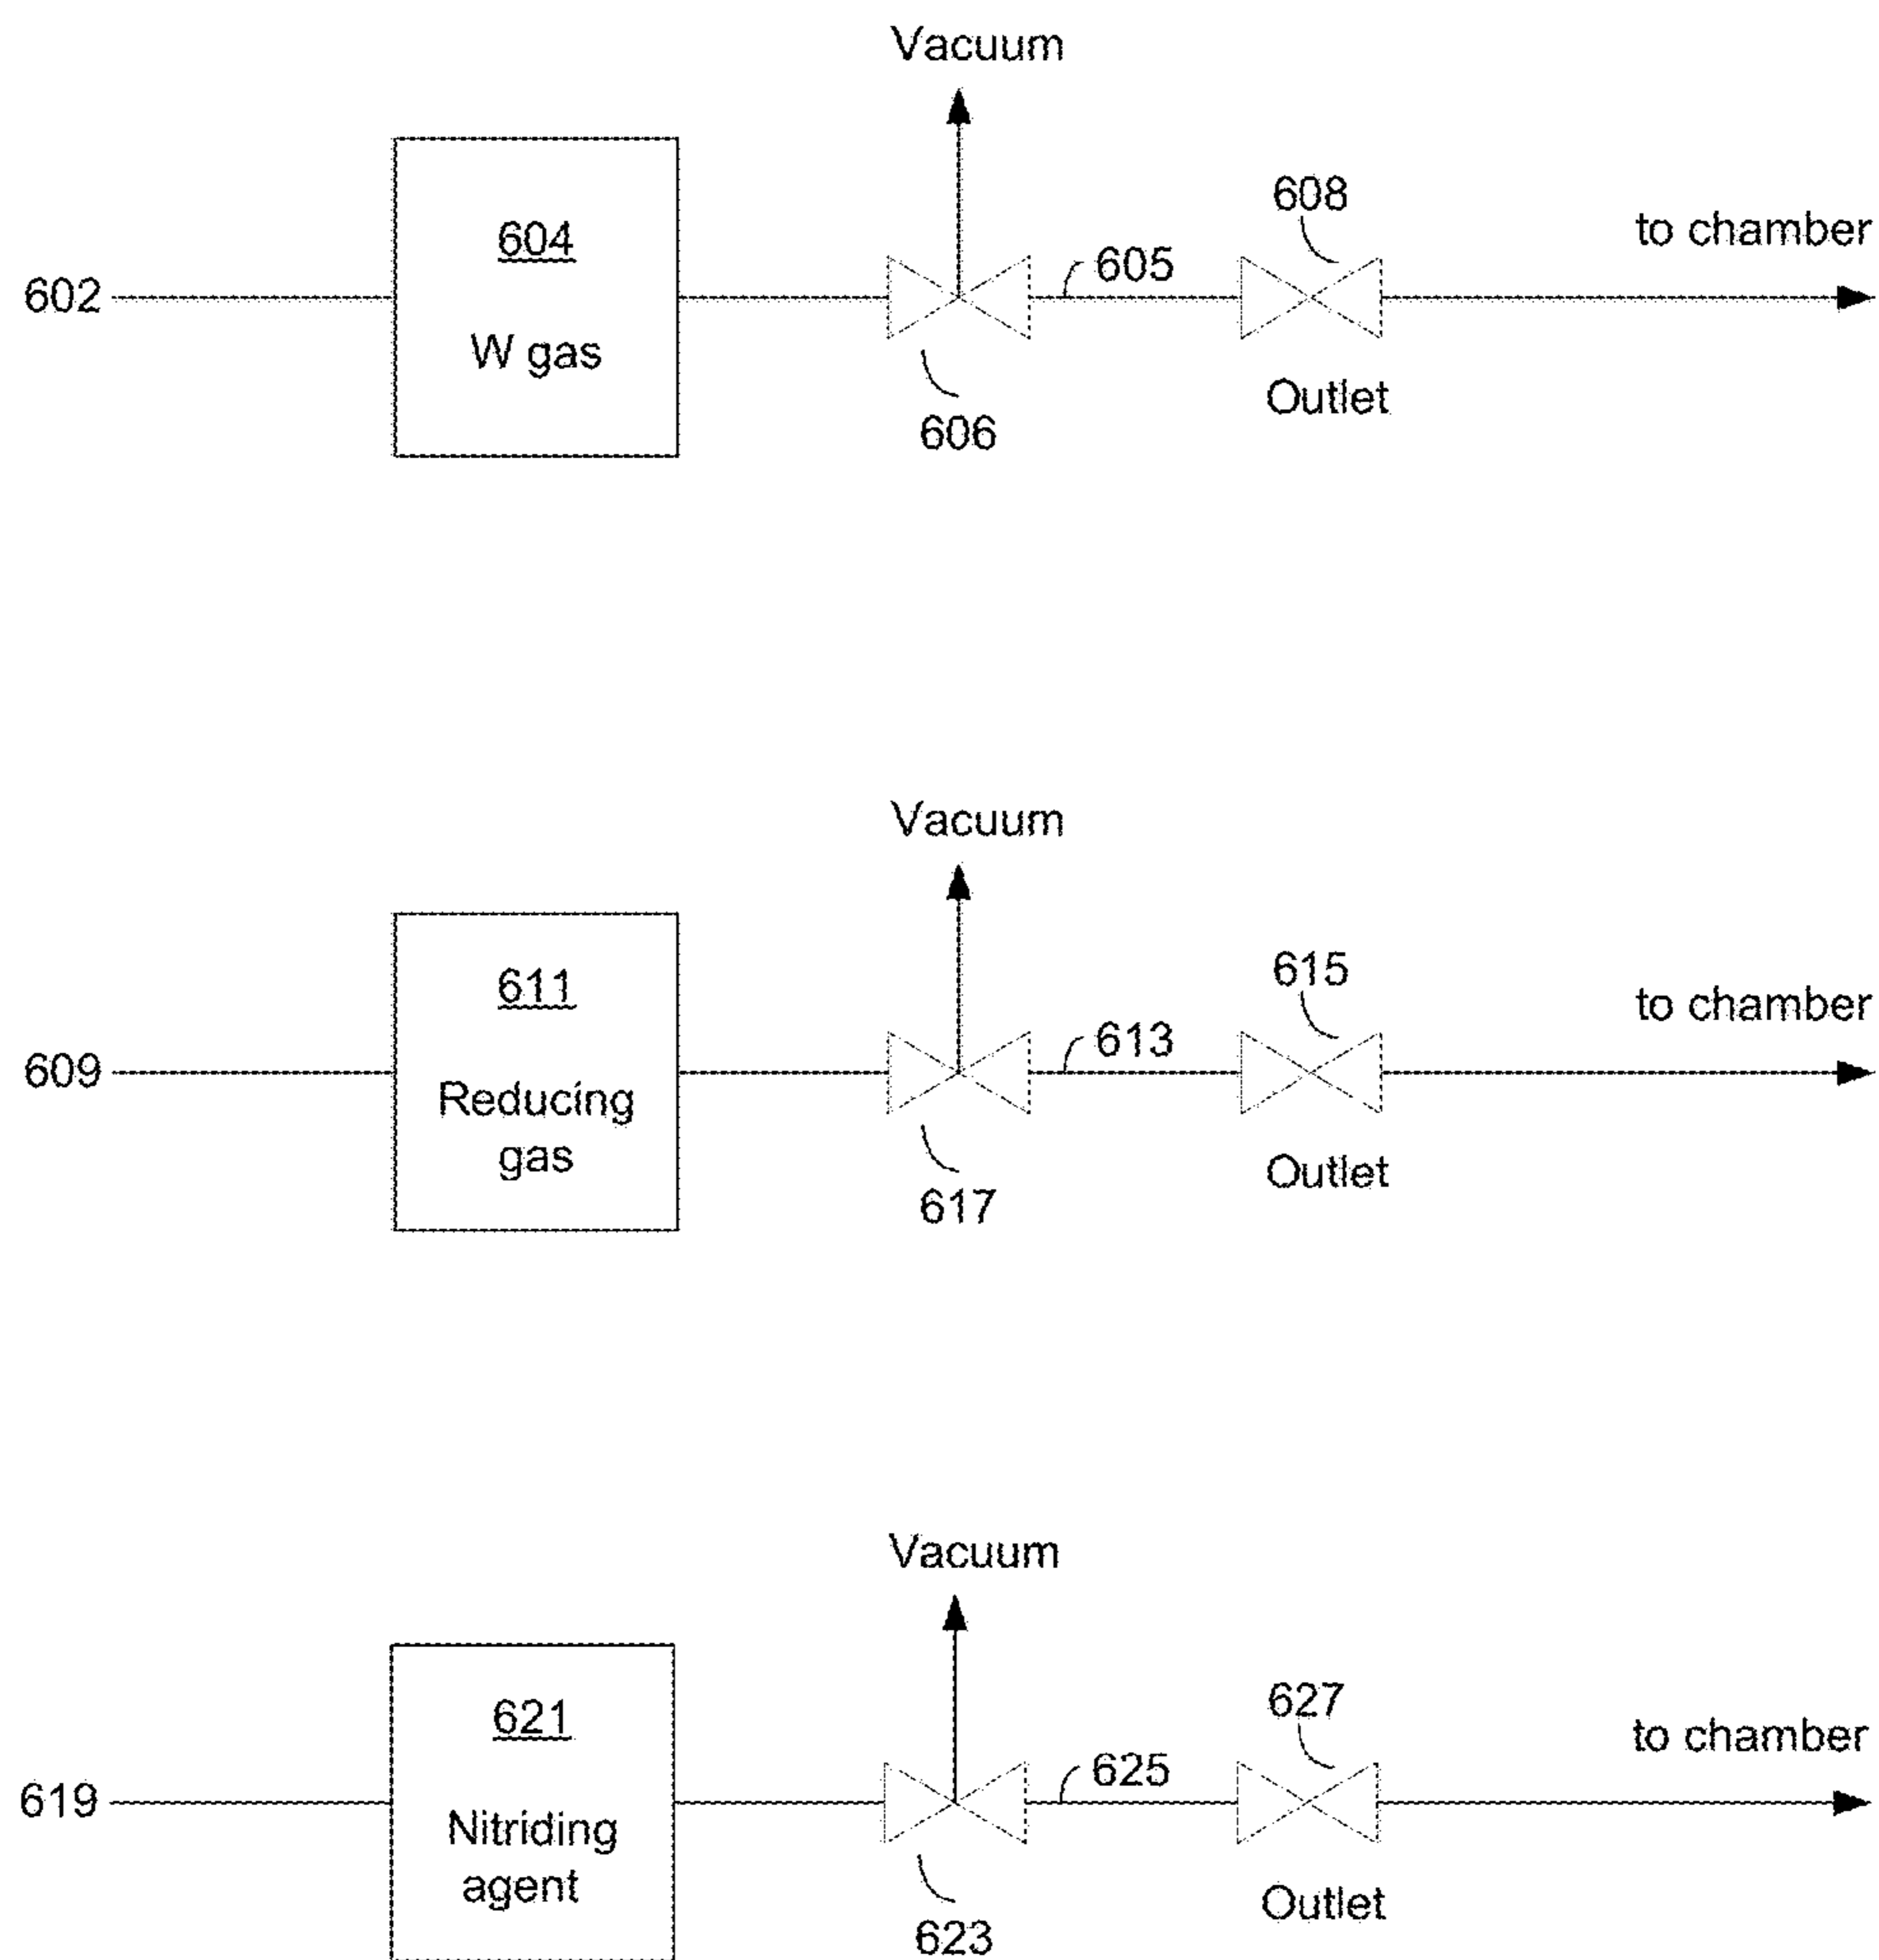 Vacuum
608
to chamber
604
602
605
W gas
Outlet
606
Vacuum
615
to chamber
611
609
613
Reducing
gas
Outlet
617
Vacuum
627
to chamber
621
619
625
Nitriding
agent
Outlet
623